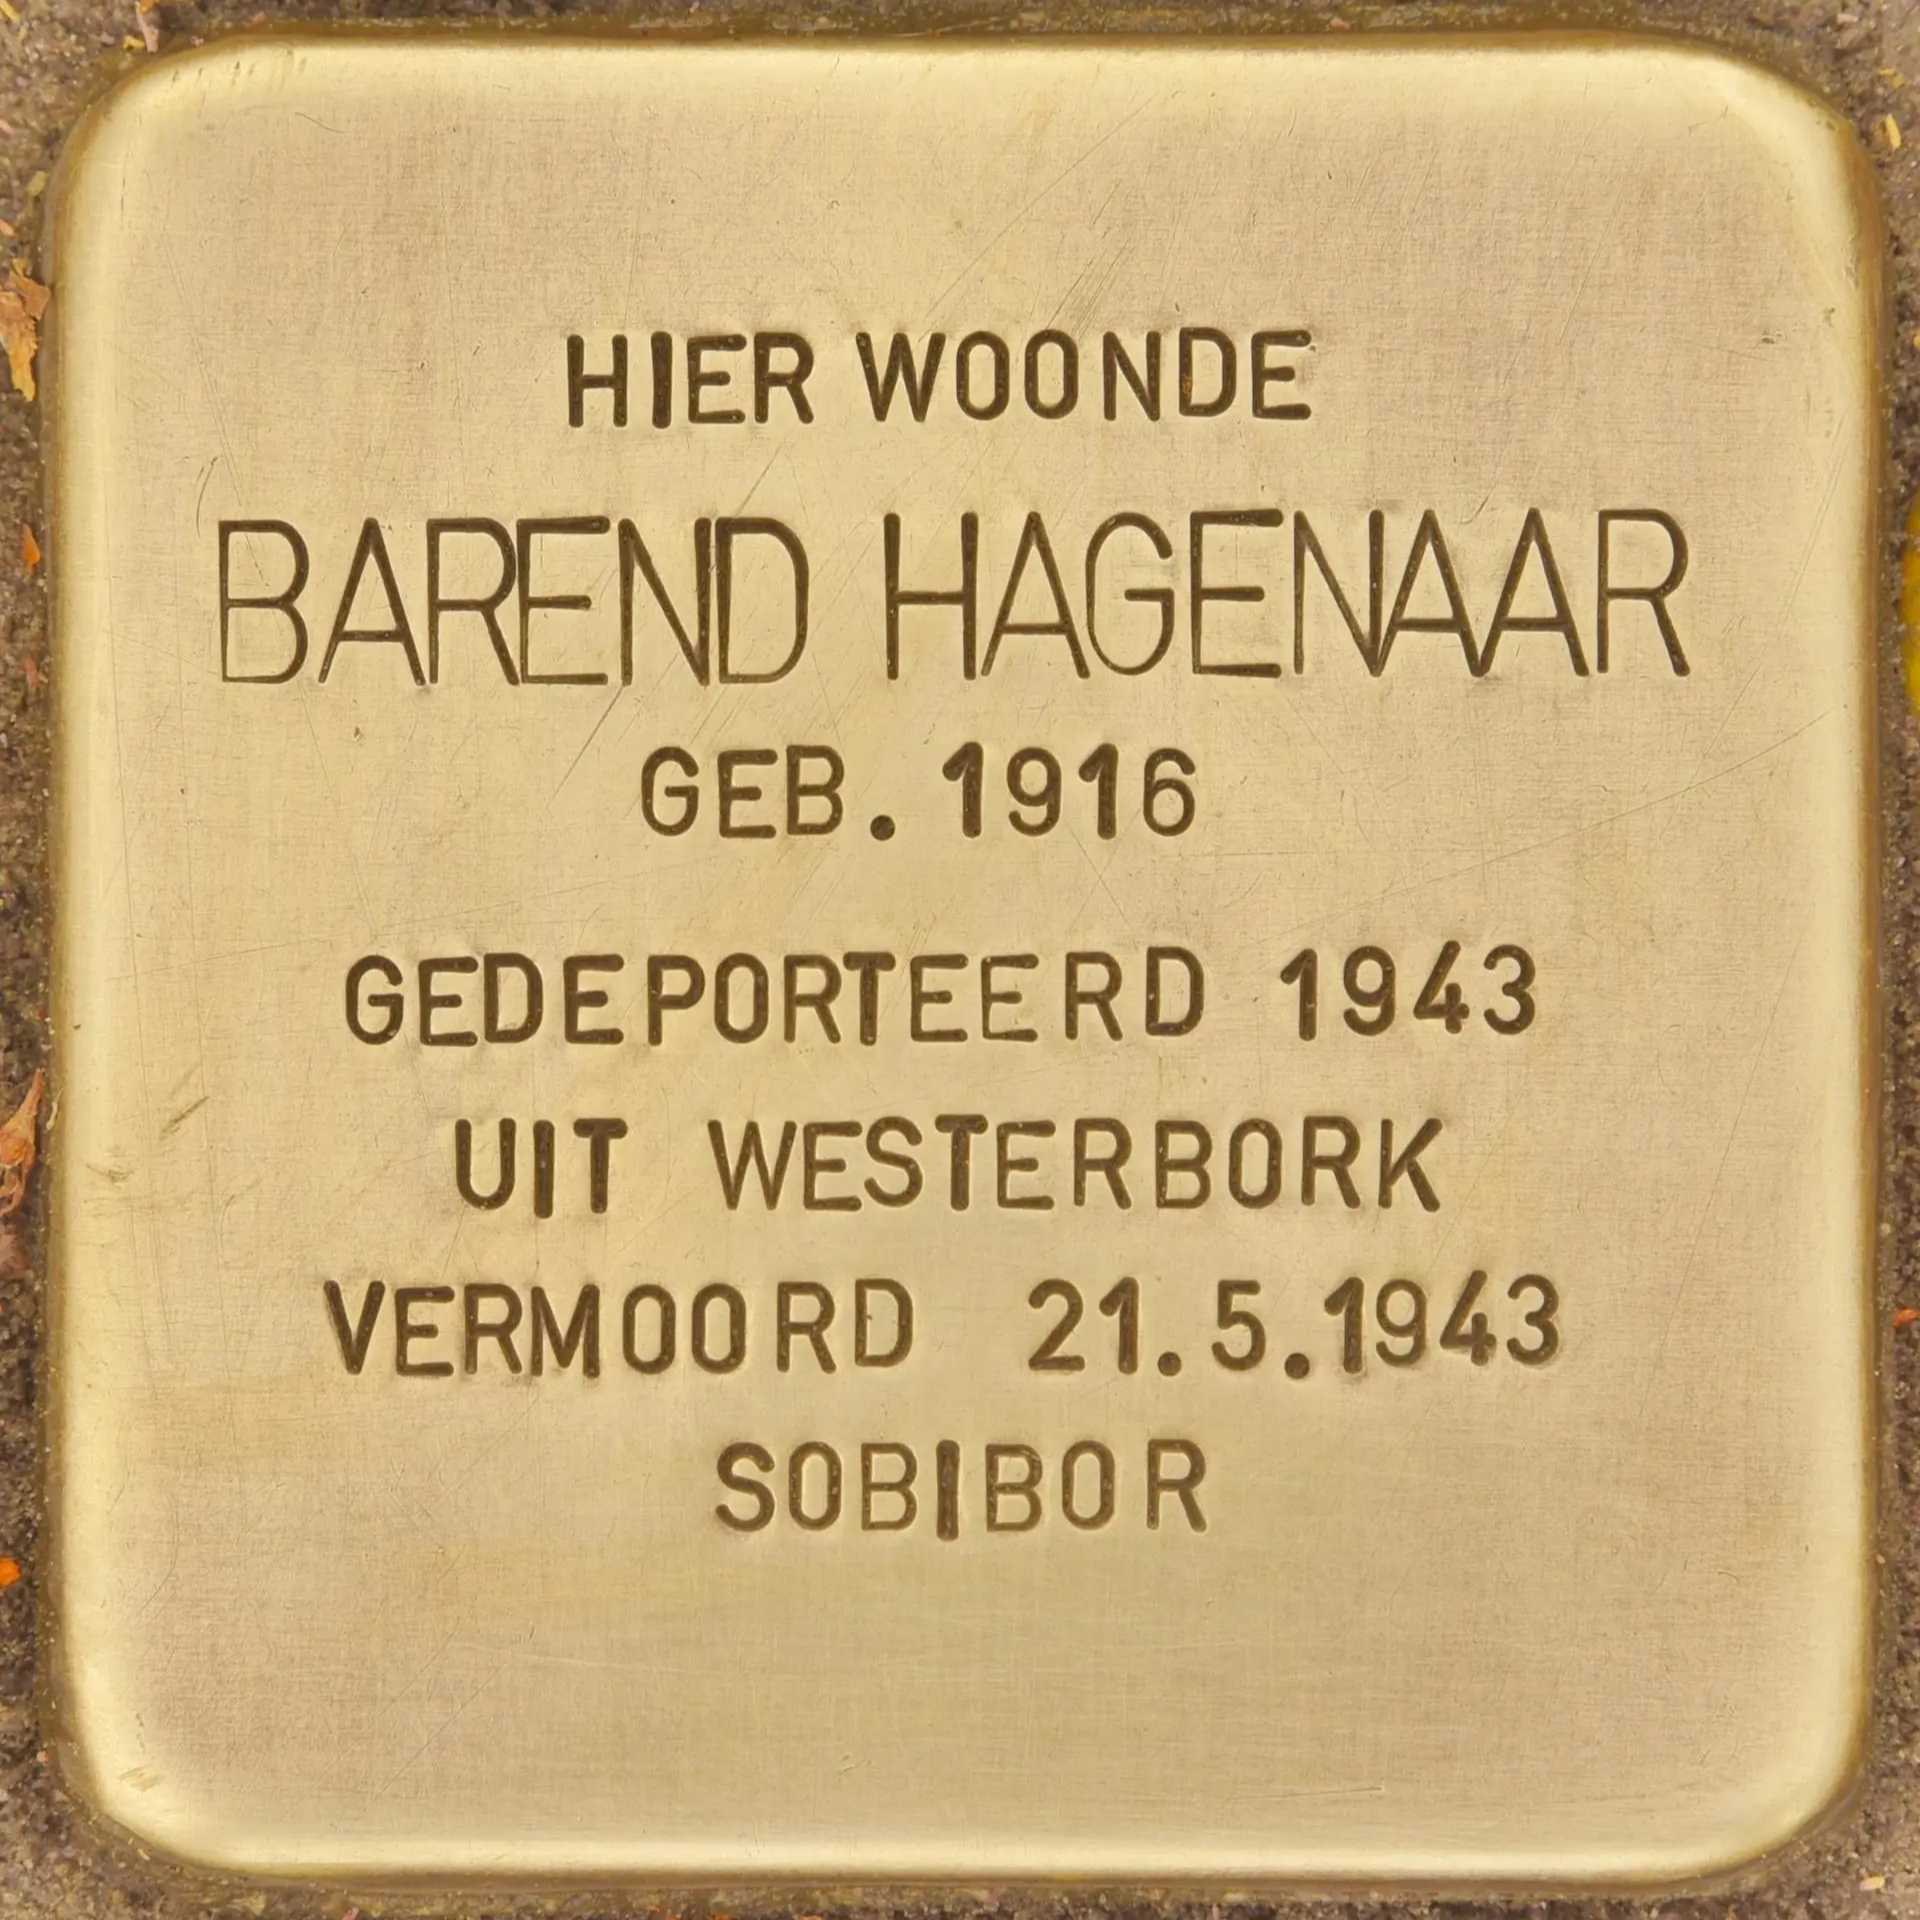 HIER WOONDE
BAREND HAGENAAR
GEB. 1916
GEDEPORTEERD 1943
UIT WESTERBORK
VERMOORD 21.5.1943
SOBIBOR